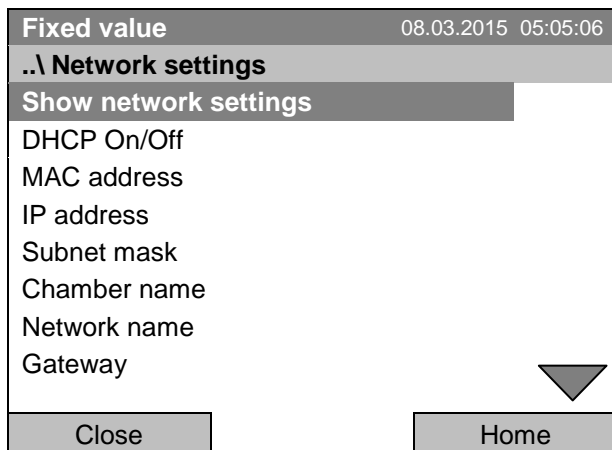 Fixed value 08.03.2015 05:05:06
..\ Network settings
Show network settings
DHCP On/Off
MAC address
IP address
Subnet mask
Chamber name
Network name
Gateway
Close Home